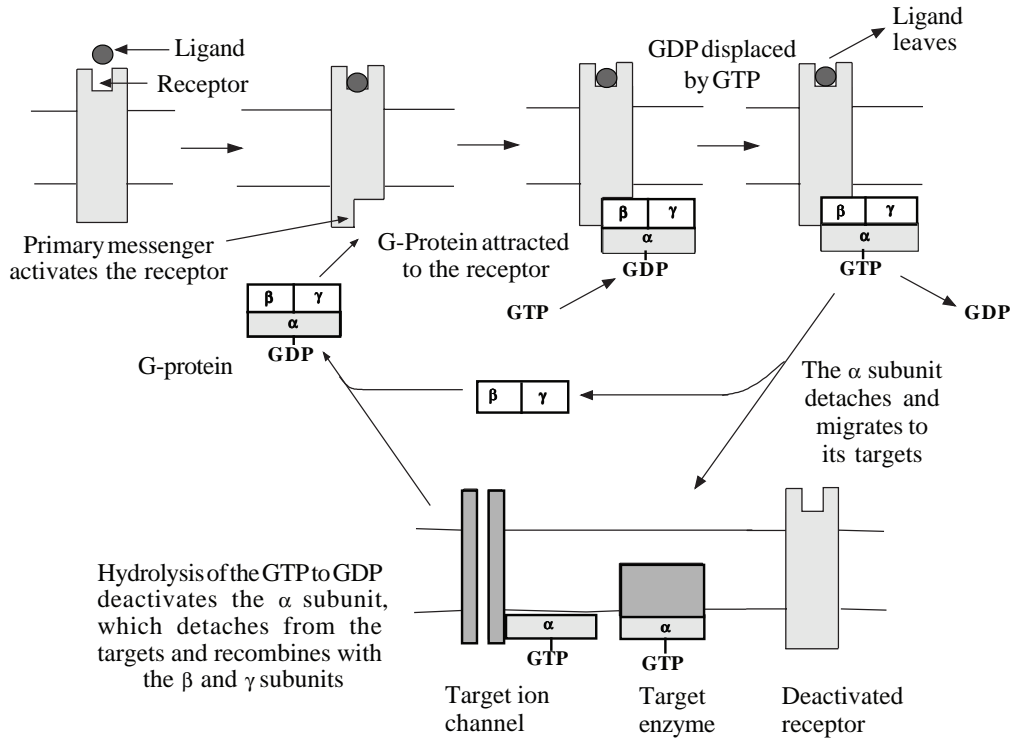 Ligand
Receptor
GDP displaced
by GTP
Ligand
leaves
Primary messenger
activates the receptor
G-Protein attracted
to the receptor
β γ
α
GDP
GTP
β γ
α
GTP
GDP
β γ
α
GDP
G-protein
β γ
The α subunit
detaches and
migrates to
its targets
Hydrolysis of the GTP to GDP
deactivates the α subunit,
which detaches from the
targets and recombines with
the β and γ subunits
α
GTP
α
GTP
Target ion
channel
Target
enzyme
Deactivated
receptor